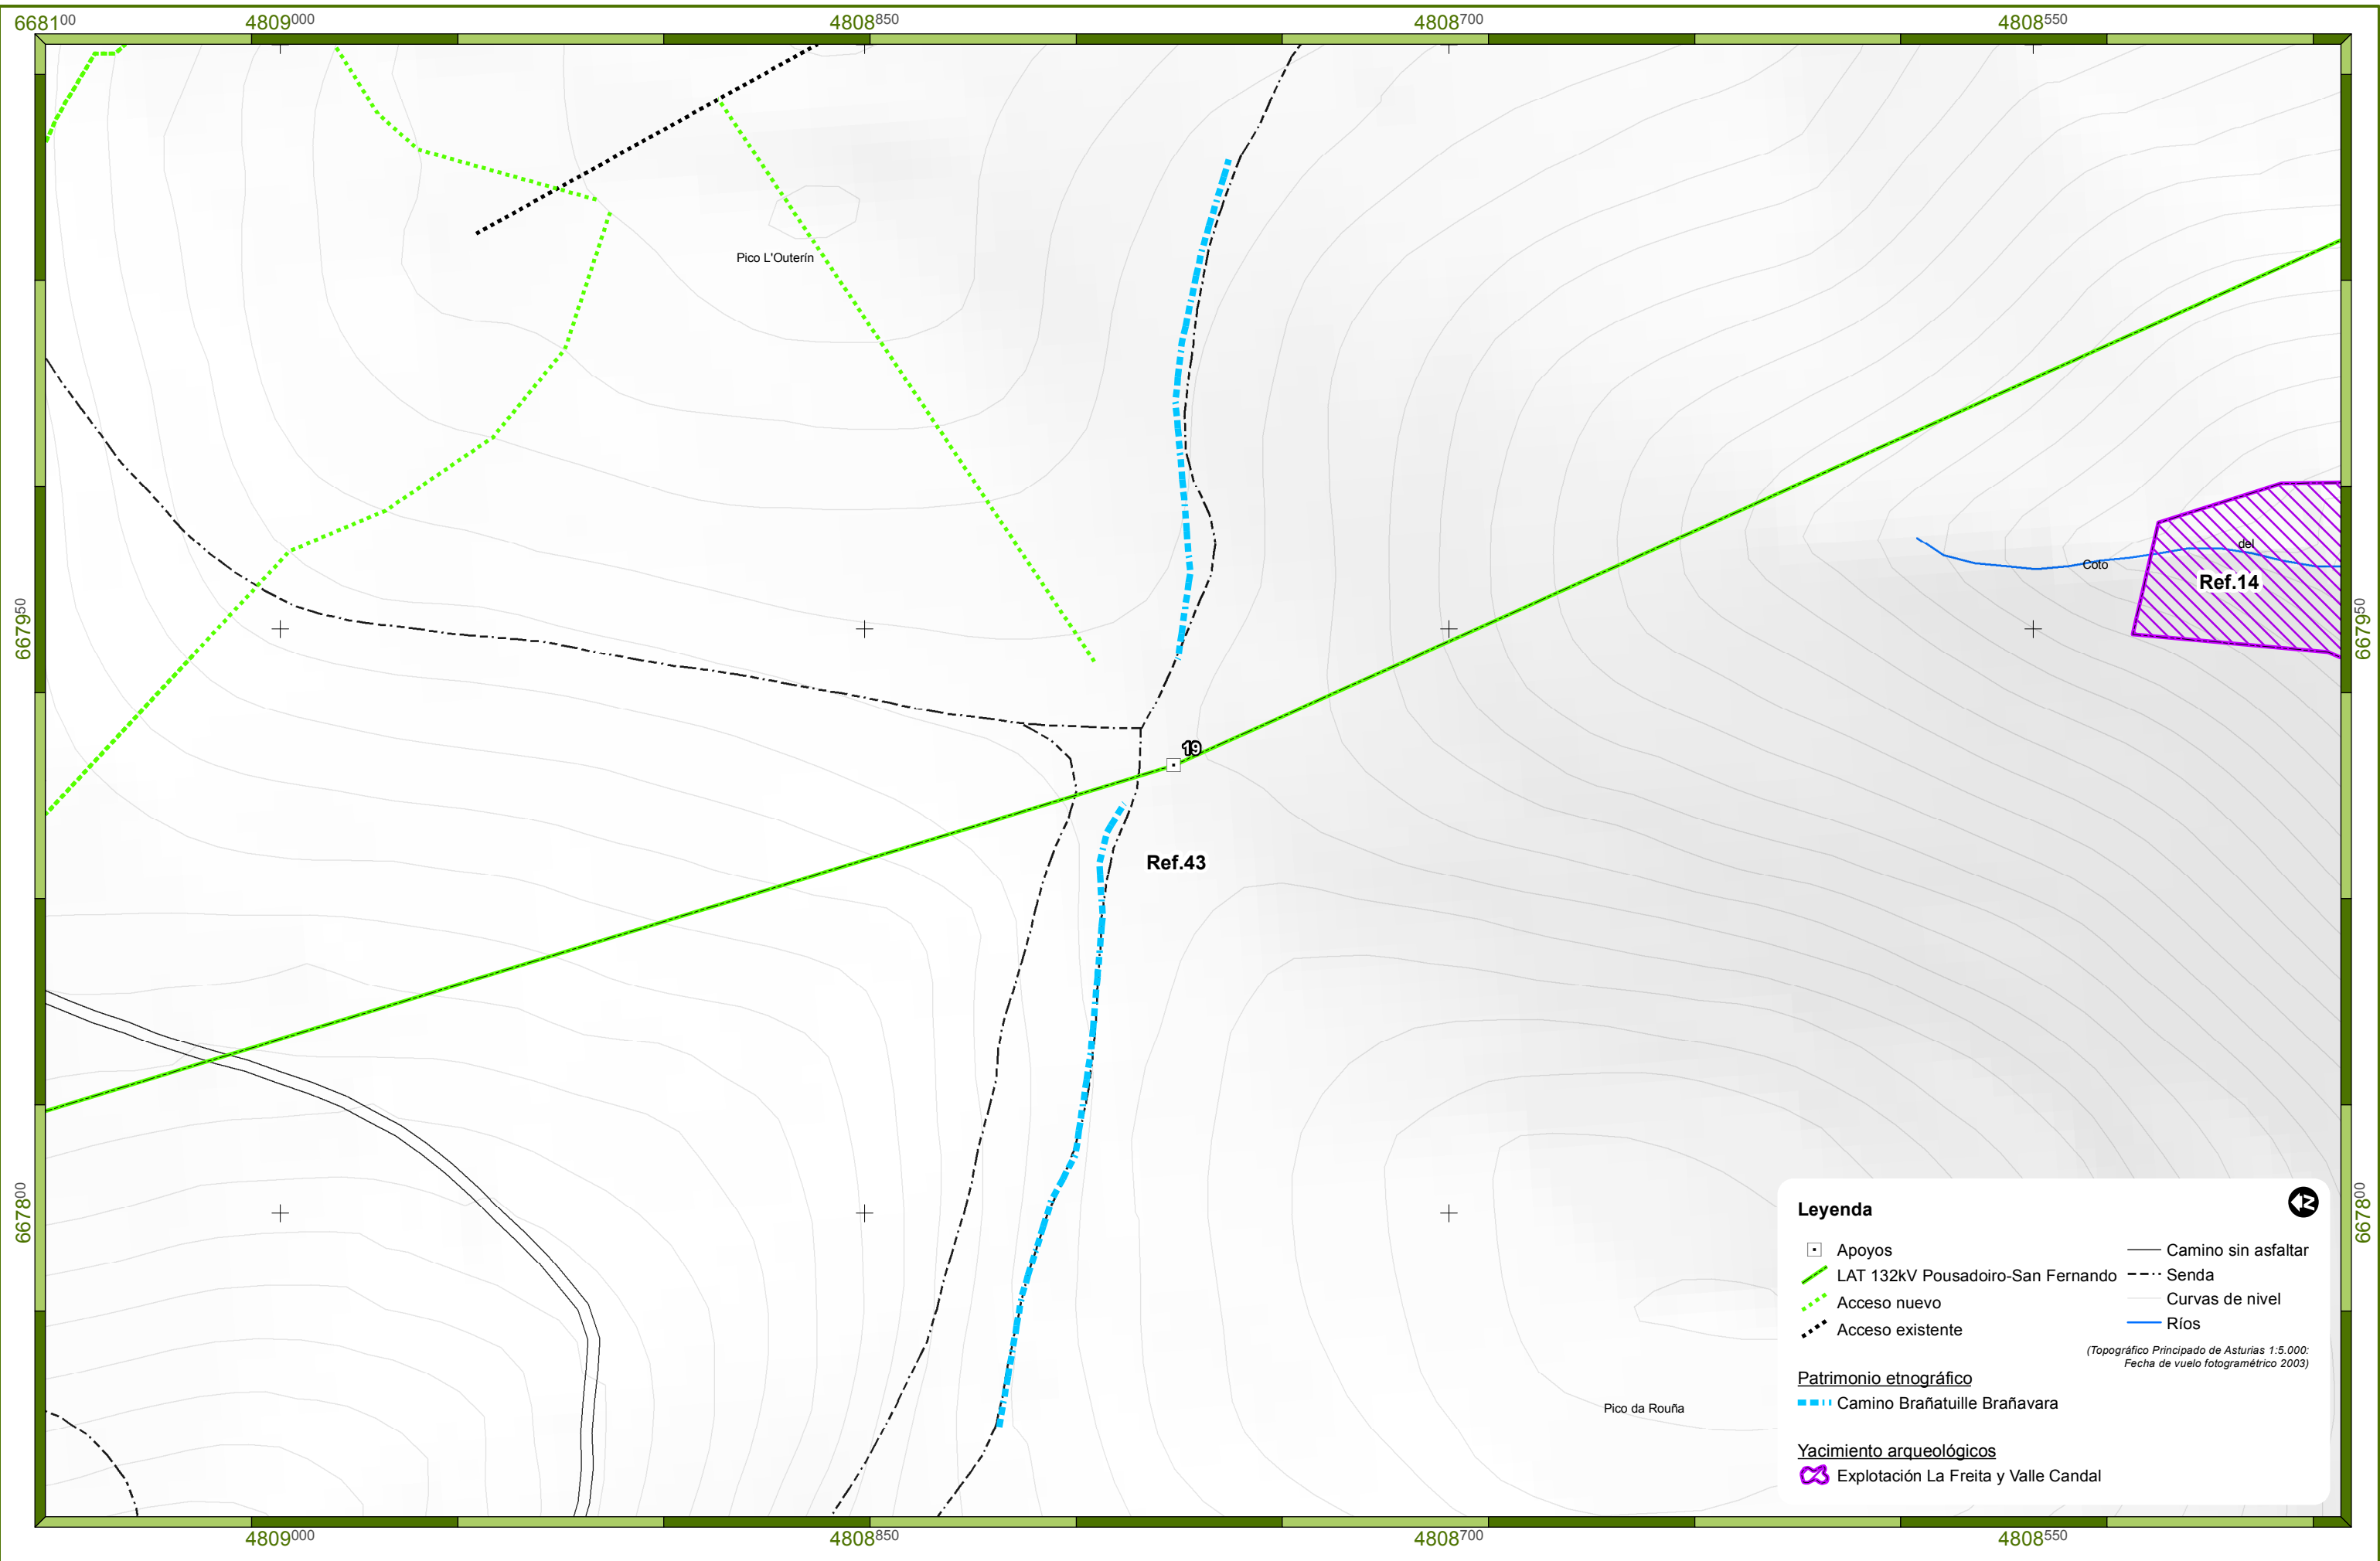 668100 4809000 4808850 4808700 4808550
Pico L'Outerín
del
Coto
Ref.14
667950
667950
19
Ref.43
667800
667800
Pico da Rouña
Leyenda
N
Apoyos
LAT 132kV Pousadoiro-San Fernando
Acceso nuevo
Acceso existente
Camino sin asfaltar
Senda
Curvas de nivel
Ríos
(Topográfico Principado de Asturias 1:5.000:
Fecha de vuelo fotogramétrico 2003)
Patrimonio etnográfico
Camino Brañatuille Brañavara
Yacimiento arqueológicos
Explotación La Freita y Valle Candal
4809000 4808850 4808700 4808550